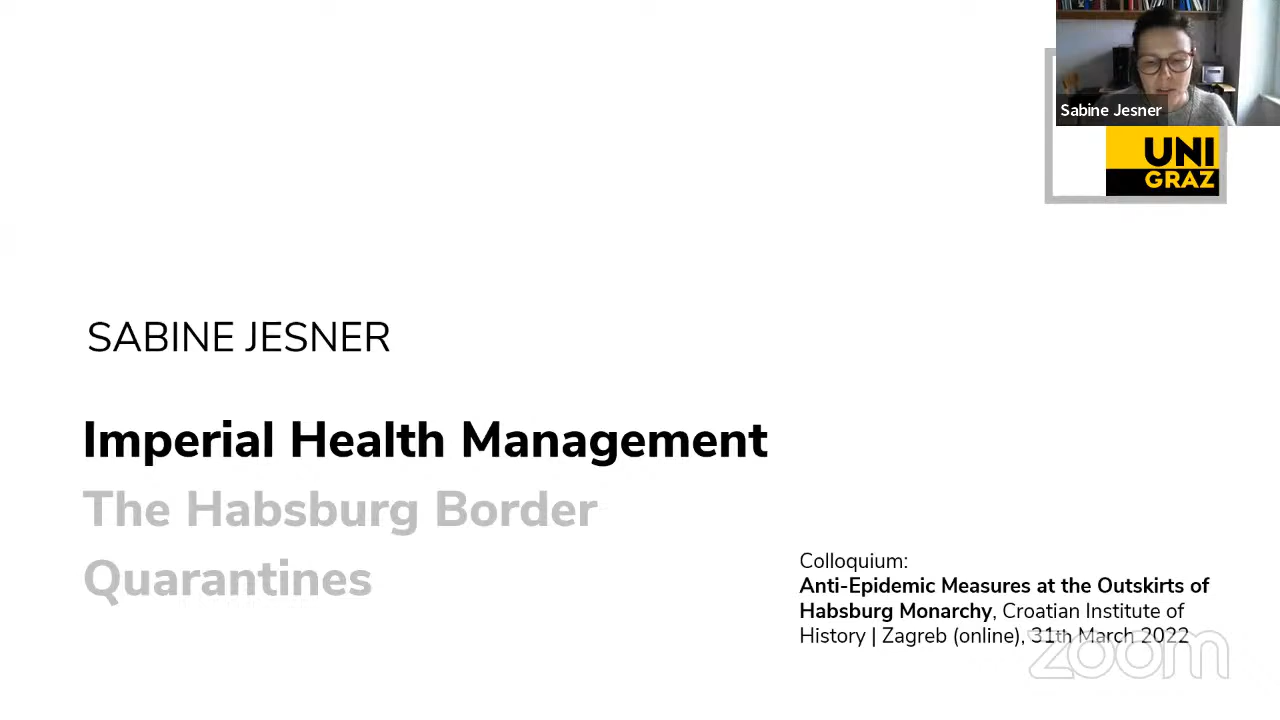 Sabine Jesner
UNI
GRAZ
SABINE JESNER
Imperial Health Management
The Habsburg Border
Quarantines
Colloquium:
Anti-Epidemic Measures at the Outskirts of
Habsburg Monarchy, Croatian Institute of
History | Zagreb (online), 31th March 2022
zoom